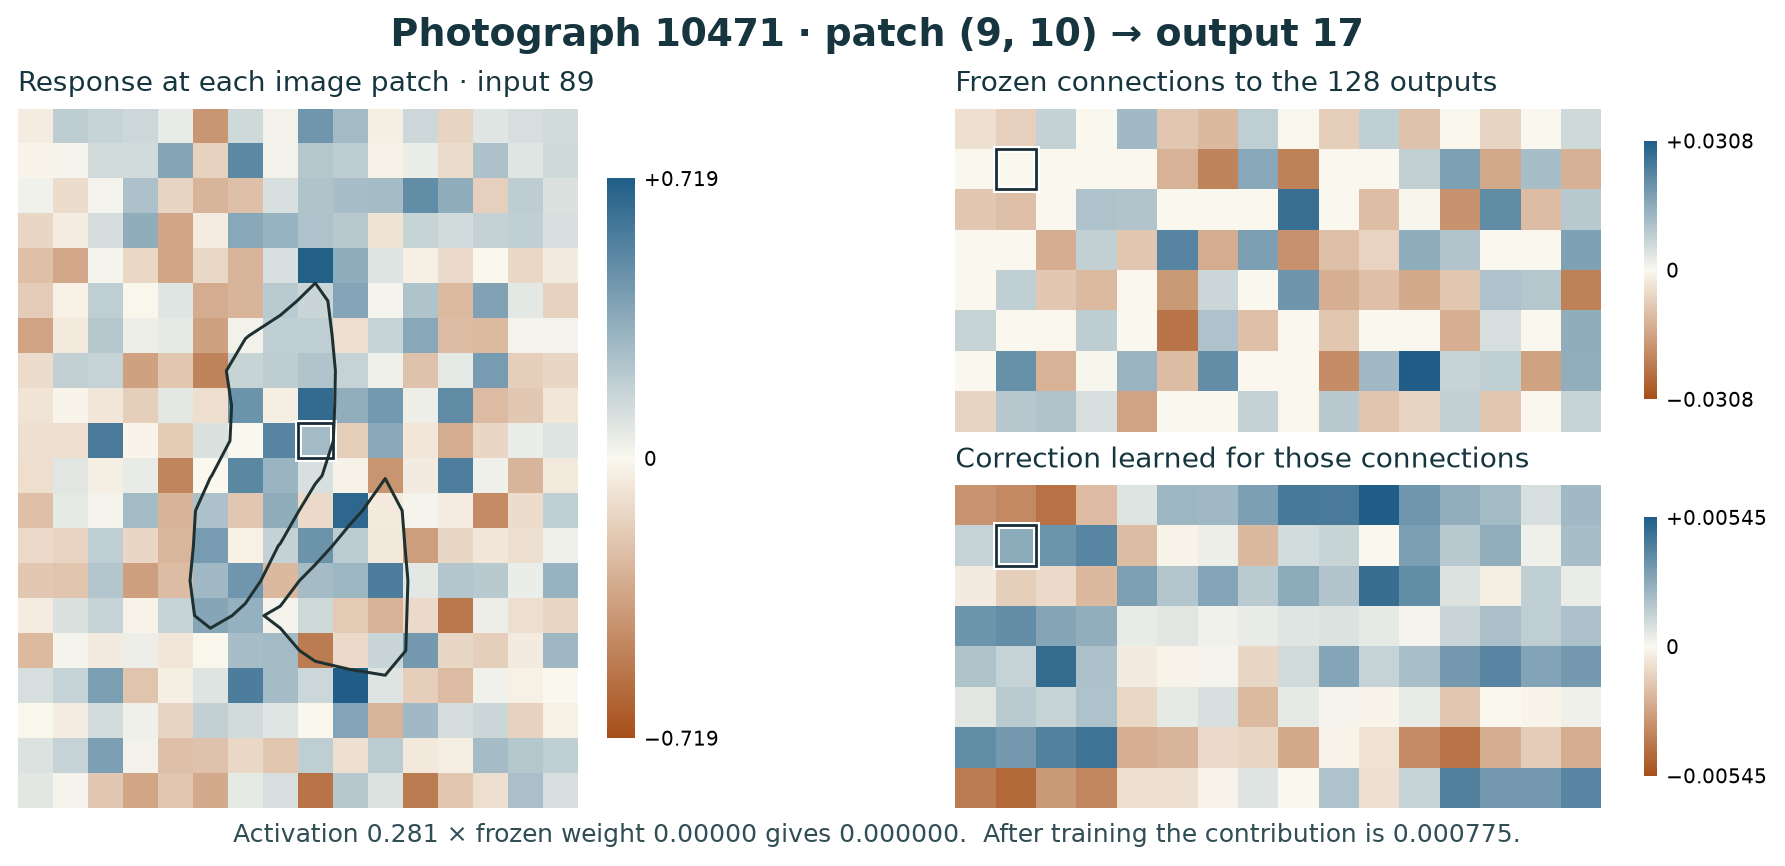 Photograph 10471 · patch (9, 10) → output 17
Response at each image patch · input 89
+0.719
0
−0.719
Frozen connections to the 128 outputs
+0.0308
0
−0.0308
Correction learned for those connections
+0.00545
0
−0.00545
Activation 0.281 × frozen weight 0.00000 gives 0.000000.  After training the contribution is 0.000775.